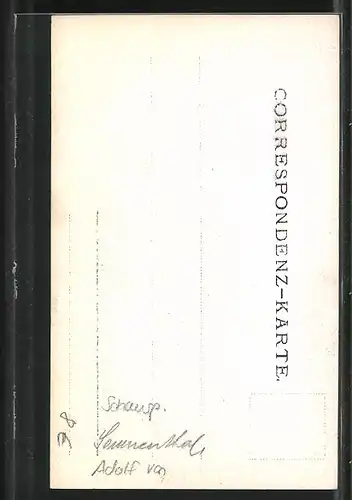 CORRESPONDENZ-KARTE
Schausp.
Sonnenthal
Adolf von